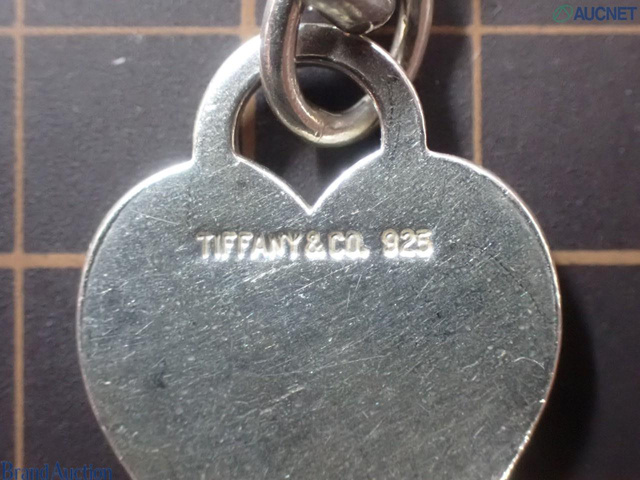 AUCNET
TIFFANY & CO. 925
Brand Auction